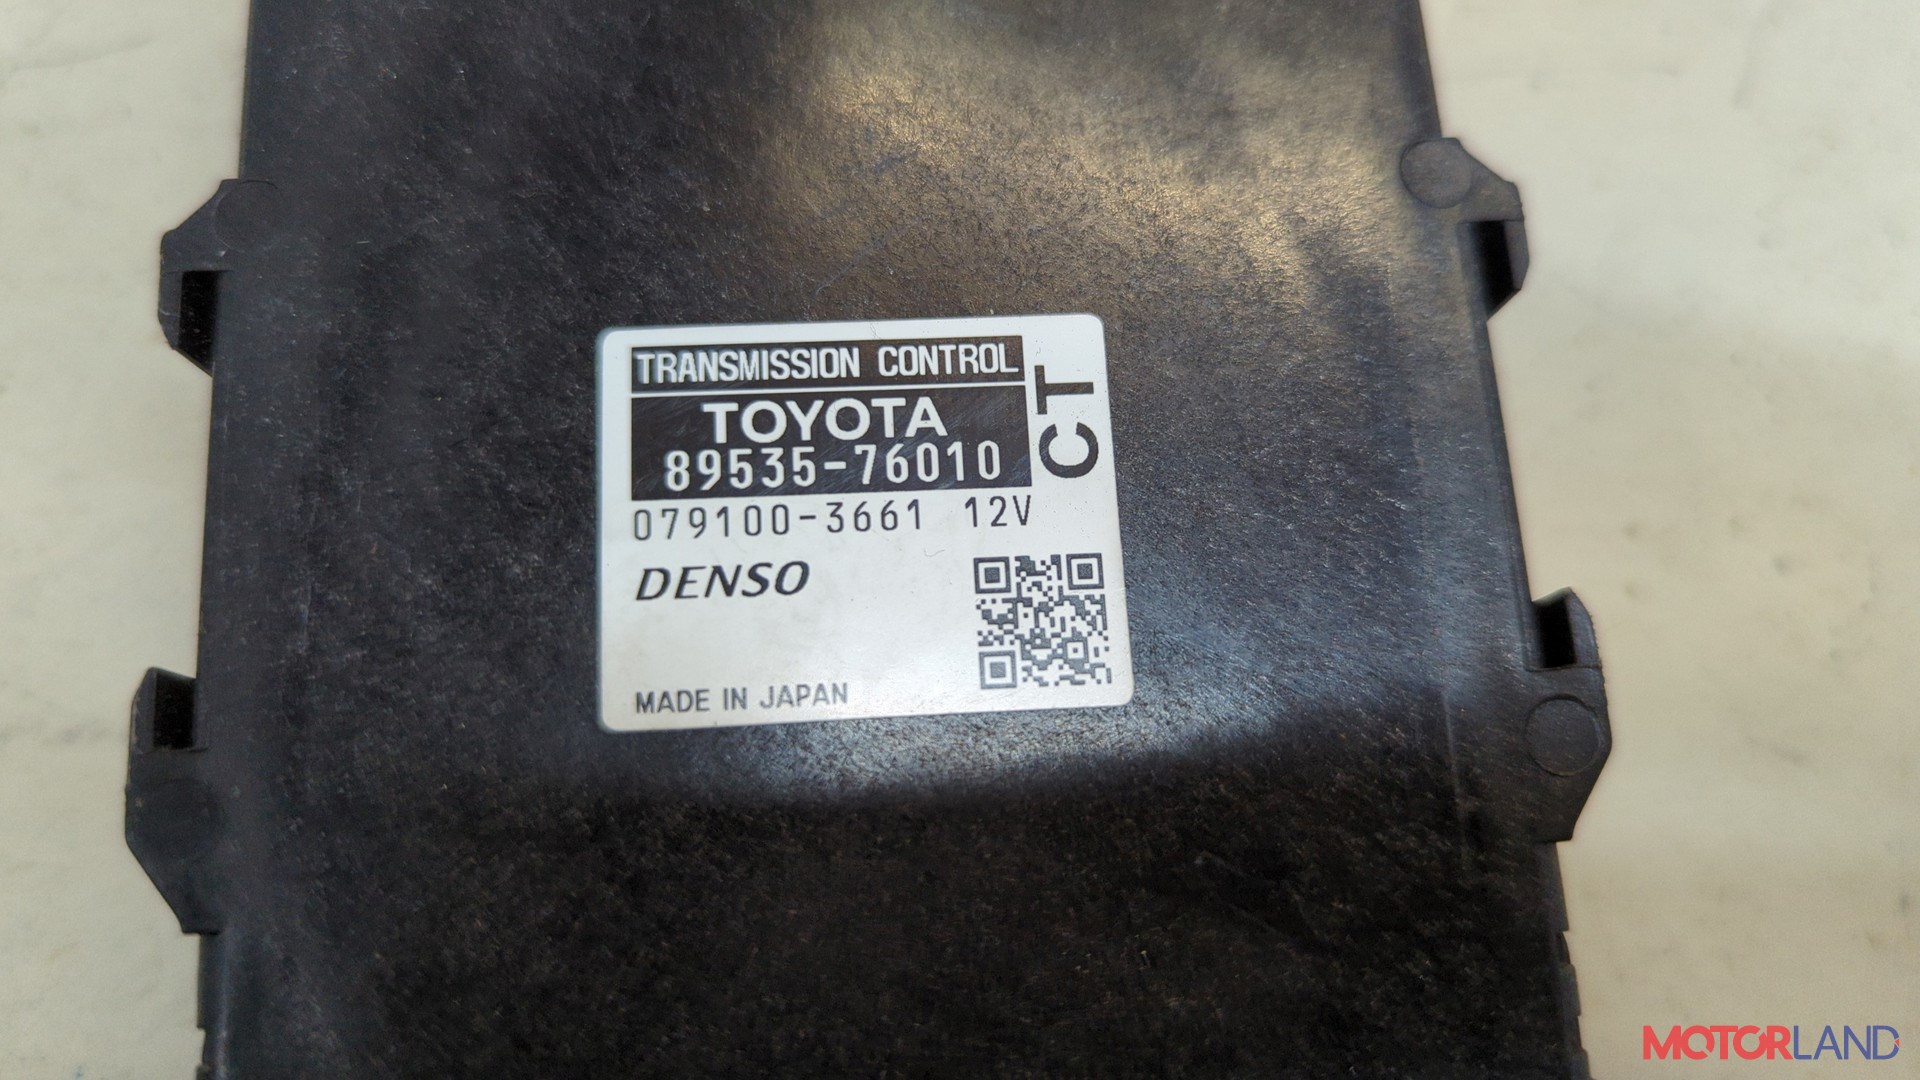 TRANSMISSION CONTROL
TOYOTA
89535-76010
CT
079100-3661 12V
DENSO
MADE IN JAPAN
MOTORLAND